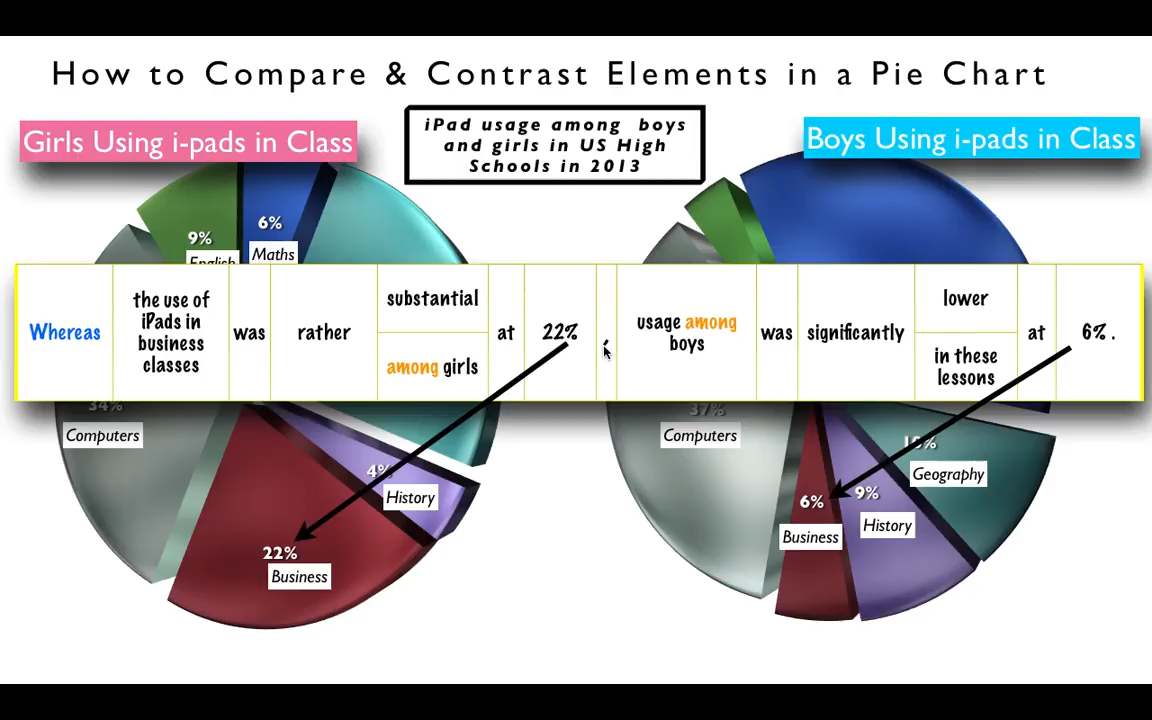 How to Compare & Contrast Elements in a Pie Chart
Girls Using i-pads in Class
iPad usage among boys
and girls in US High
Schools in 2013
Boys Using i-pads in Class
9%
English
6%
Maths
Whereas
the use of
iPads in
business
classes
was
rather
substantial
among girls
at
22%
,
usage among
boys
was
significantly
lower
in these
lessons
at
6%.
34%
Computers
4%
History
22%
Business
37%
Computers
6%
Business
9%
History
Geography